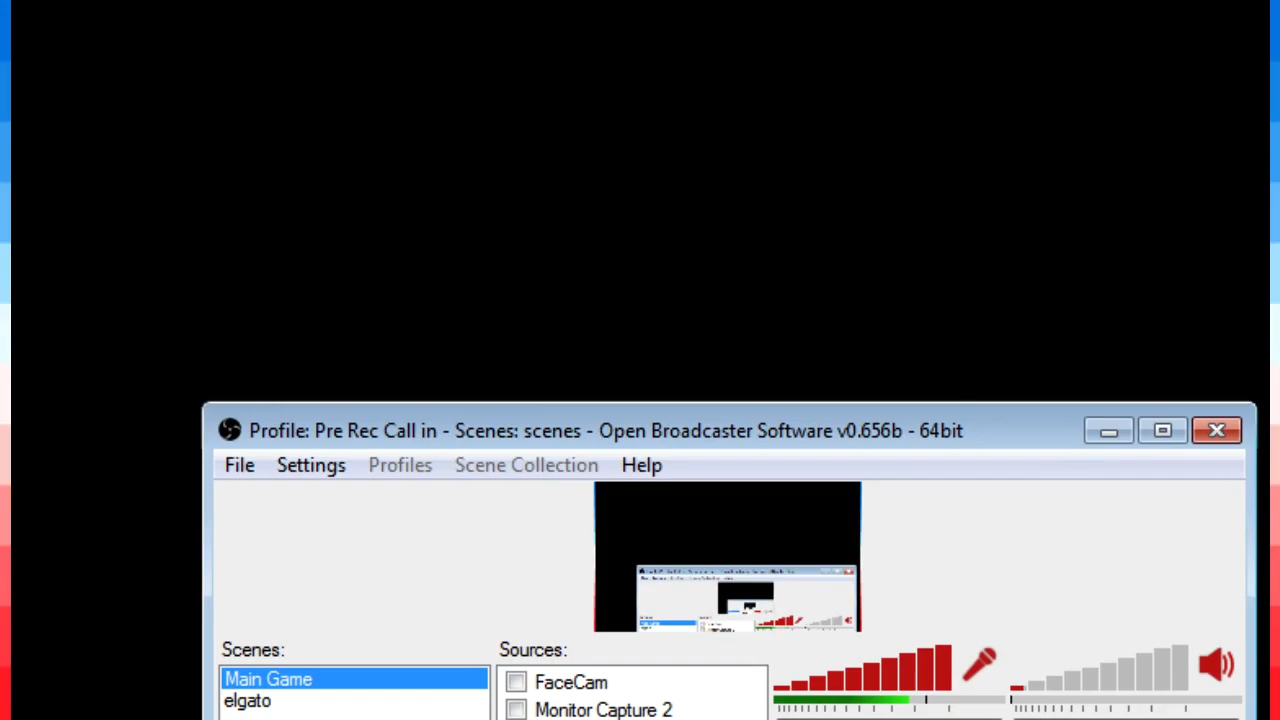 Profile: Pre Rec Call in - Scenes: scenes - Open Broadcaster Software v0.656b - 64bit
File Settings Profiles Scene Collection Help
Scenes:
Sources:
Main Game
FaceCam
elgato
Monitor Capture 2